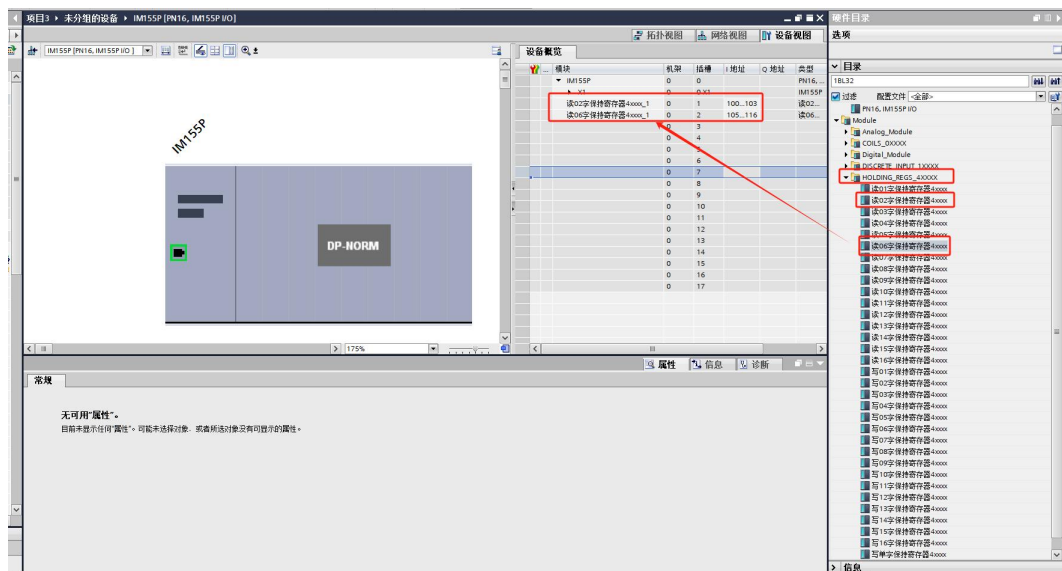 项目3 ▸ 未分组的设备 ▸ IM155P [PN16, IM155P I/O]
硬件目录
拓扑视图 网络视图 设备视图
选项
IM155P [PN16, IM155P I/O]
设备概览
目录
模块 机架 插槽 I 地址 Q 地址 类型
IM155P 0 0 PN16,...
X1 0 0 X1 IM155P
读02字保持寄存器4xxxx_1 0 1 100...103 读02...
读06字保持寄存器4xxxx_1 0 2 105...116 读06...
0 3
0 4
0 5
0 6
0 7
0 8
0 9
0 10
0 11
0 12
0 13
0 14
0 15
0 16
0 17
IM155P
DP-NORM
175%
1BL32
过滤 配置文件 <全部>
PN16, IM155P I/O
Module
Analog_Module
COILS_0XXXX
Digital_Module
DISCRETE_INPUT_1XXXX
HOLDING_REGS_4XXXX
读01字保持寄存器4xxxx
读02字保持寄存器4xxxx
读03字保持寄存器4xxxx
读04字保持寄存器4xxxx
读05字保持寄存器4xxxx
读06字保持寄存器4xxxx
读07字保持寄存器4xxxx
读08字保持寄存器4xxxx
读09字保持寄存器4xxxx
读10字保持寄存器4xxxx
读11字保持寄存器4xxxx
读12字保持寄存器4xxxx
读13字保持寄存器4xxxx
读14字保持寄存器4xxxx
读15字保持寄存器4xxxx
读16字保持寄存器4xxxx
写01字保持寄存器4xxxx
写02字保持寄存器4xxxx
写03字保持寄存器4xxxx
写04字保持寄存器4xxxx
写05字保持寄存器4xxxx
写06字保持寄存器4xxxx
写07字保持寄存器4xxxx
写08字保持寄存器4xxxx
写09字保持寄存器4xxxx
写10字保持寄存器4xxxx
写11字保持寄存器4xxxx
写12字保持寄存器4xxxx
写13字保持寄存器4xxxx
写14字保持寄存器4xxxx
写15字保持寄存器4xxxx
写16字保持寄存器4xxxx
写单字保持寄存器4xxxx
信息
属性 信息 诊断
常规
无可用“属性”。
目前未显示任何“属性”。可能未选择对象，或者所选对象没有可显示的属性。